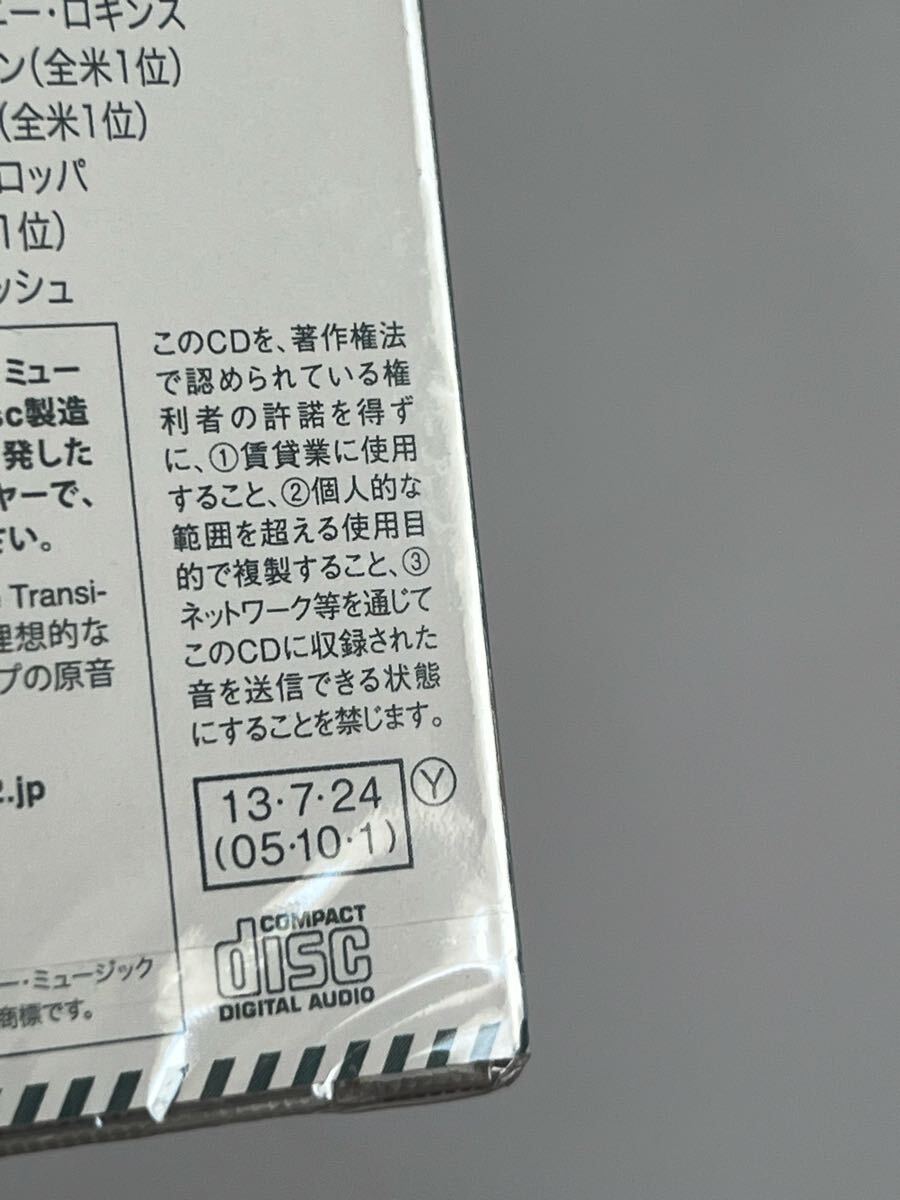 ニー・ロギンス
ン(全米1位)
(全米1位)
ロッパ
1位)
ッシュ
ミュー
sc製造
発した
ヤーで、
さい。
Transi-
理想的な
プの原音
2.jp
ー・ミュージック
商標です。
このCDを、著作権法
で認められている権
利者の許諾を得ず
に、①賃貸業に使用
すること、②個人的な
範囲を超える使用目
的で複製すること、③
ネットワーク等を通じて
このCDに収録された
音を送信できる状態
にすることを禁じます。
13・7・24
(05・10・1)
Ⓨ
COMPACT
disc
DIGITAL AUDIO